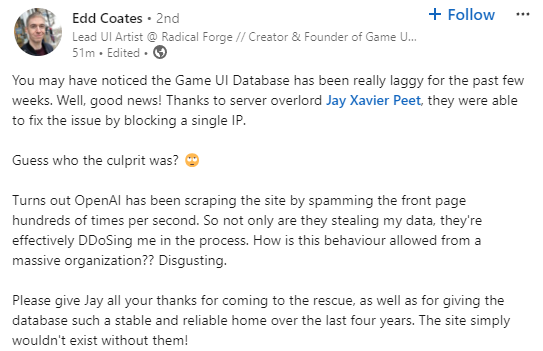 Edd Coates • 2nd
+ Follow ...
Lead UI Artist @ Radical Forge // Creator & Founder of Game U...
51m • Edited •
You may have noticed the Game UI Database has been really laggy for the past few
weeks. Well, good news! Thanks to server overlord Jay Xavier Peet, they were able
to fix the issue by blocking a single IP.
Guess who the culprit was? 🙄
Turns out OpenAI has been scraping the site by spamming the front page
hundreds of times per second. So not only are they stealing my data, they're
effectively DDoSing me in the process. How is this behaviour allowed from a
massive organization?? Disgusting.
Please give Jay all your thanks for coming to the rescue, as well as for giving the
database such a stable and reliable home over the last four years. The site simply
wouldn't exist without them!